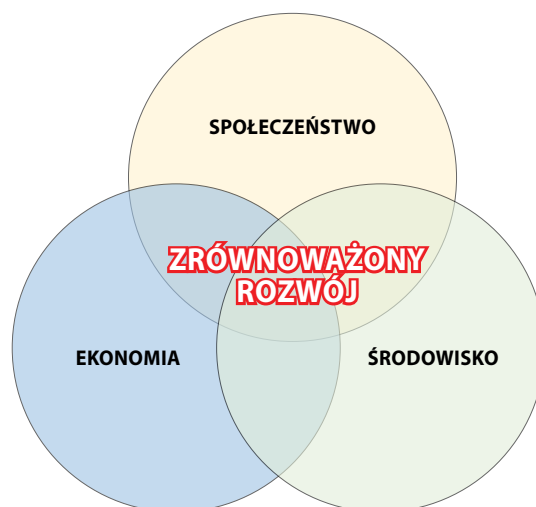 SPOŁECZEŃSTWO
ZRÓWNOWAŻONY
ROZWÓJ
EKONOMIA
ŚRODOWISKO